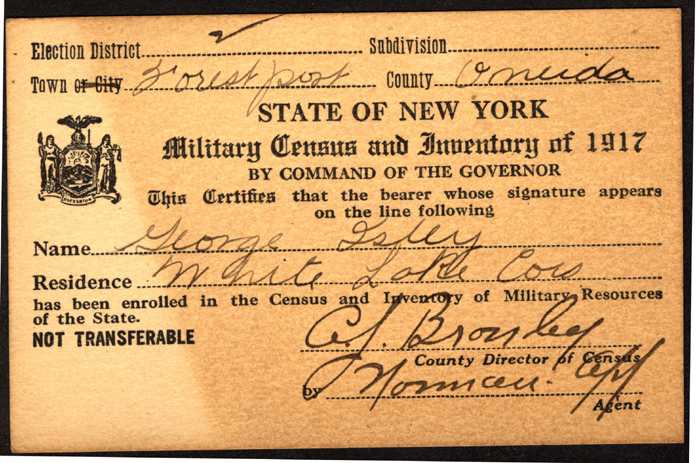 Election District Subdivision
Town or City Forestport County Oneida
STATE OF NEW YORK
Military Census and Inventory of 1917
BY COMMAND OF THE GOVERNOR
This Certifies that the bearer whose signature appears
on the line following
Name George Isley
Residence White Lake Cors
has been enrolled in the Census and Inventory of Military Resources
of the State.
NOT TRANSFERABLE
County Director of Census
by
Agent